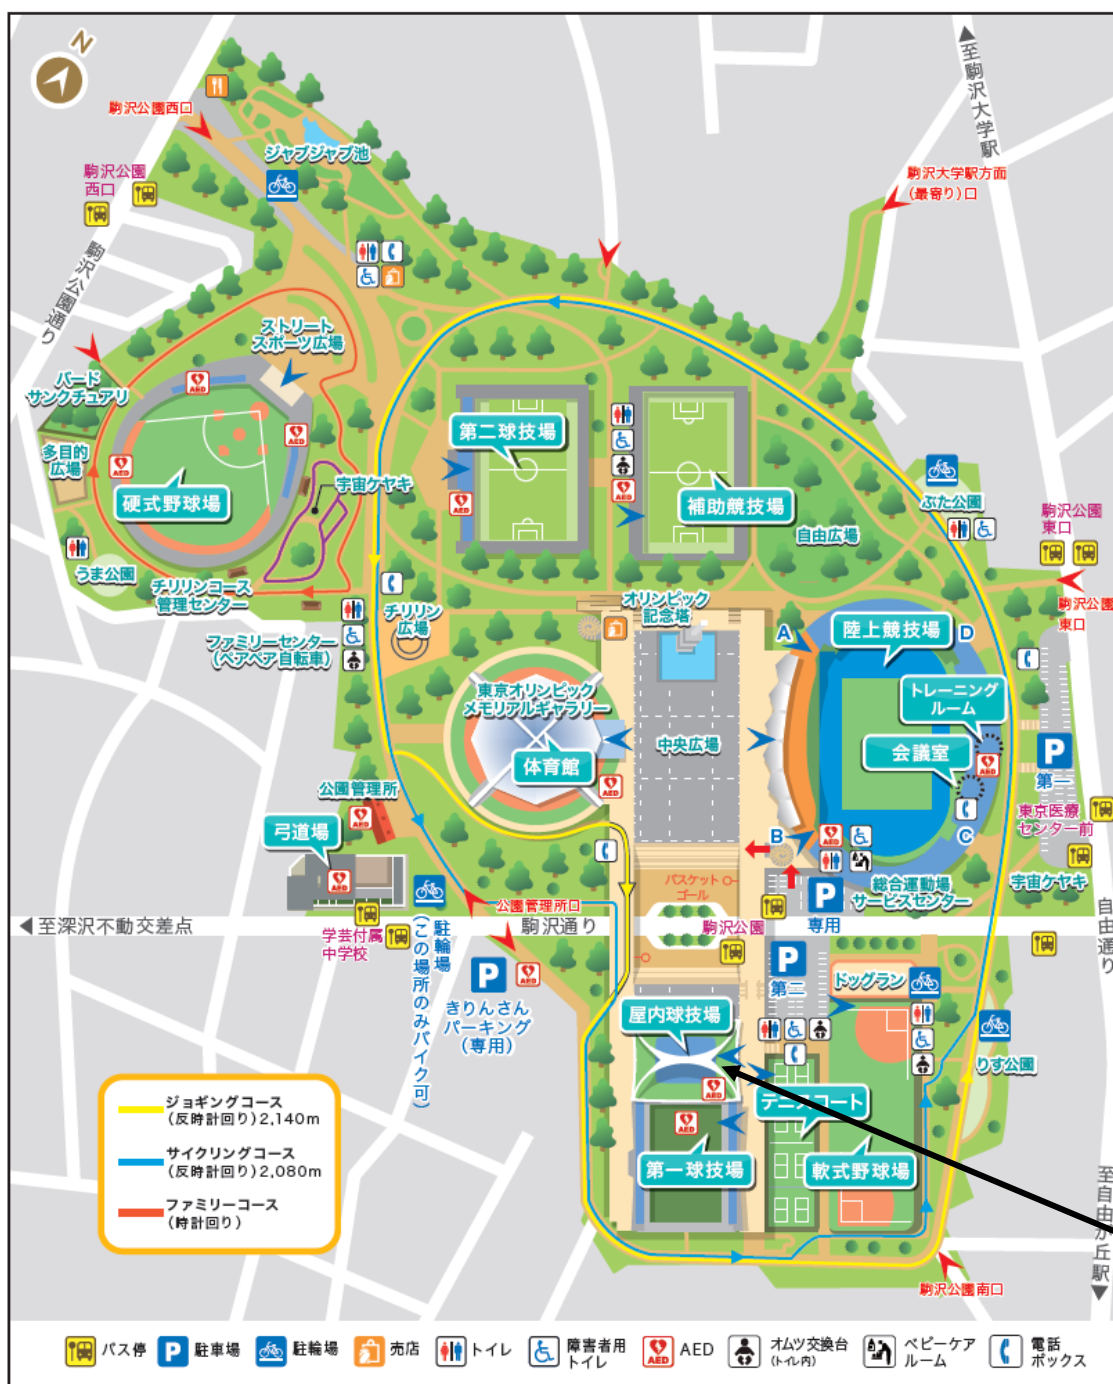 N
駒沢公園西口
ジャブジャブ池
駒沢公園
西口
駒沢公園通り
▲至駒沢大学駅
駒沢大学駅方面
(最寄り)口
ストリート
スポーツ広場
バード
サンクチュアリ
多目的
広場
硬式野球場
宇宙ケヤキ
うま公園
チリリンコース
管理センター
ファミリーセンター
(ペアペア自転車)
チリリン
広場
第二球技場
補助競技場
自由広場
ぶた公園
駒沢公園
東口
駒沢公園
東口
オリンピック
記念塔
A
陸上競技場
D
トレーニング
ルーム
会議室
東京オリンピック
メモリアルギャラリー
体育館
中央広場
P
第一
東京医療
センター前
公園管理所
弓道場
B
C
バスケット
ゴール
P
専用
総合運動場
サービスセンター
宇宙ケヤキ
◀至深沢不動交差点
学芸付属
中学校
駐輪場
(この場所のみバイク可)
公園管理所口
駒沢通り
駒沢公園
自由通り
P
きりんさん
パーキング
(専用)
P
第二
ドッグラン
屋内球技場
りす公園
テニスコート
第一球技場
軟式野球場
至自由が丘駅▼
駒沢公園南口
AED
AED
AED
AED
AED
AED
AED
AED
AED
AED
AED
AED
AED
ジョギングコース
(反時計回り)2,140m
サイクリングコース
(反時計回り)2,080m
ファミリーコース
(時計回り)
バス停
P 駐車場
駐輪場
売店
トイレ
障害者用
トイレ
AED AED
オムツ交換台
(トイレ内)
ベビーケア
ルーム
電話
ボックス